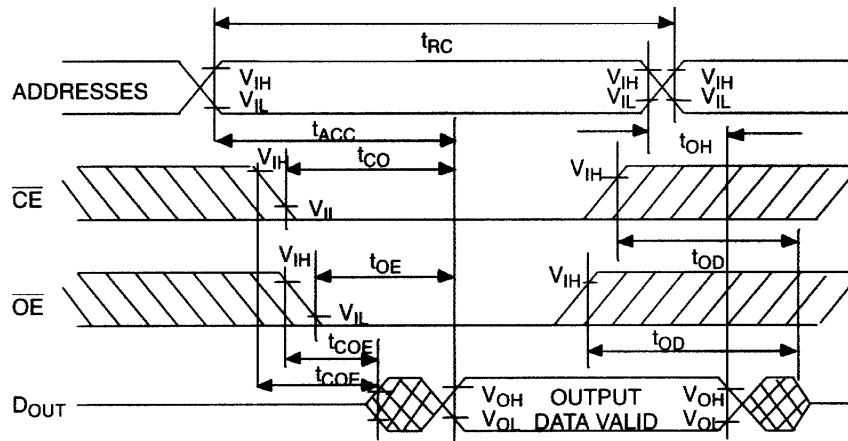 tRC
ADDRESSES
VIH
VIL
VIH
VIL
VIH
VIL
tACC
tOH
CE
VIH
tCO
VIL
VIH
tOD
OE
VIH
tOE
VIL
VIH
tCOE
tOD
tCOE
DOUT
VOH
VOL
OUTPUT
DATA VALID
VOH
VOL